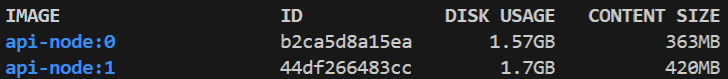 IMAGE ID DISK USAGE CONTENT SIZE
api-node:0 b2ca5d8a15ea 1.57GB 363MB
api-node:1 44df266483cc 1.7GB 420MB